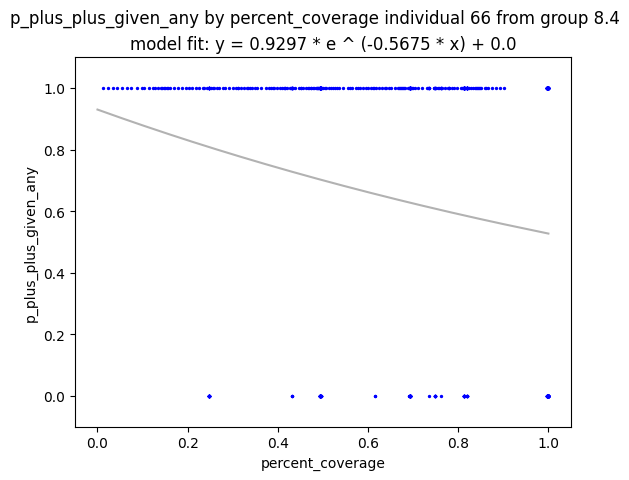 p_plus_plus_given_any by percent_coverage individual 66 from group 8.4
model fit: y = 0.9297 * e ^ (-0.5675 * x) + 0.0
1.0
0.8
0.6
0.4
0.2
0.0
p_plus_plus_given_any
0.0 0.2 0.4 0.6 0.8 1.0
percent_coverage